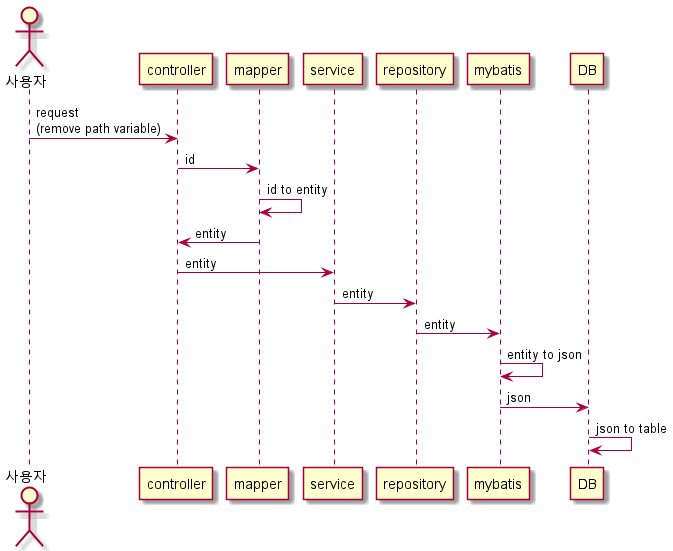 사용자
controller
mapper
service
repository
mybatis
DB
request
(remove path variable)
id
id to entity
entity
entity
entity
entity
entity to json
json
json to table
사용자
controller
mapper
service
repository
mybatis
DB